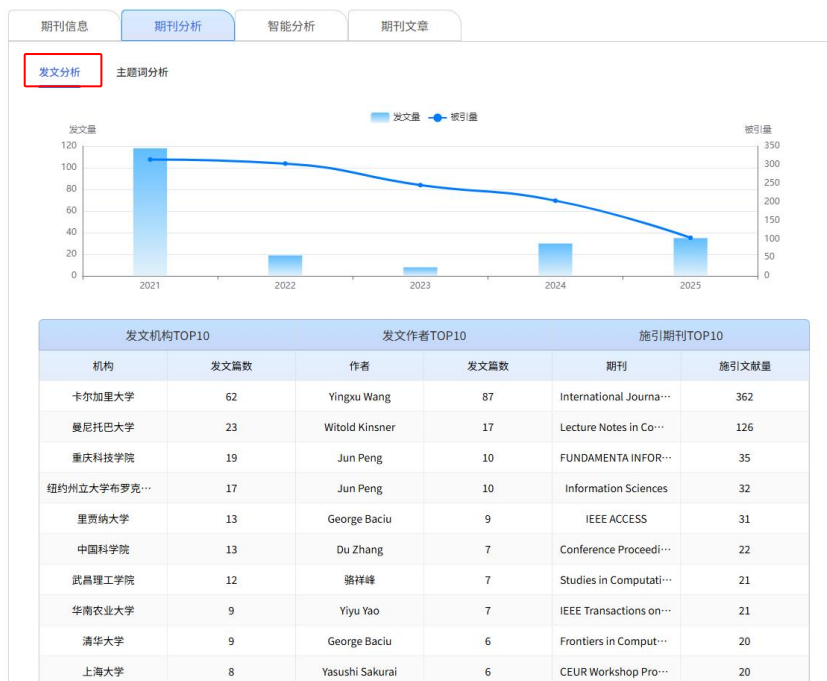 期刊信息 期刊分析 智能分析 期刊文章
发文分析 主题词分析
发文量 被引量
发文量 被引量
120 350
100 300
80 250
60 200
40 150
20 100
0 50
0
2021 2022 2023 2024 2025
发文机构TOP10 发文作者TOP10 施引期刊TOP10
机构 发文篇数 作者 发文篇数 期刊 施引文献量
卡尔加里大学 62 Yingxu Wang 87 International Journa··· 362
曼尼托巴大学 23 Witold Kinsner 17 Lecture Notes in Co··· 126
重庆科技学院 19 Jun Peng 10 FUNDAMENTA INFOR··· 35
纽约州立大学布罗克··· 17 Jun Peng 10 Information Sciences 32
里贾纳大学 13 George Baciu 9 IEEE ACCESS 31
中国科学院 13 Du Zhang 7 Conference Proceedi··· 22
武昌理工学院 12 骆祥峰 7 Studies in Computati··· 21
华南农业大学 9 Yiyu Yao 7 IEEE Transactions on··· 21
清华大学 9 George Baciu 6 Frontiers in Comput··· 20
上海大学 8 Yasushi Sakurai 6 CEUR Workshop Pro··· 20